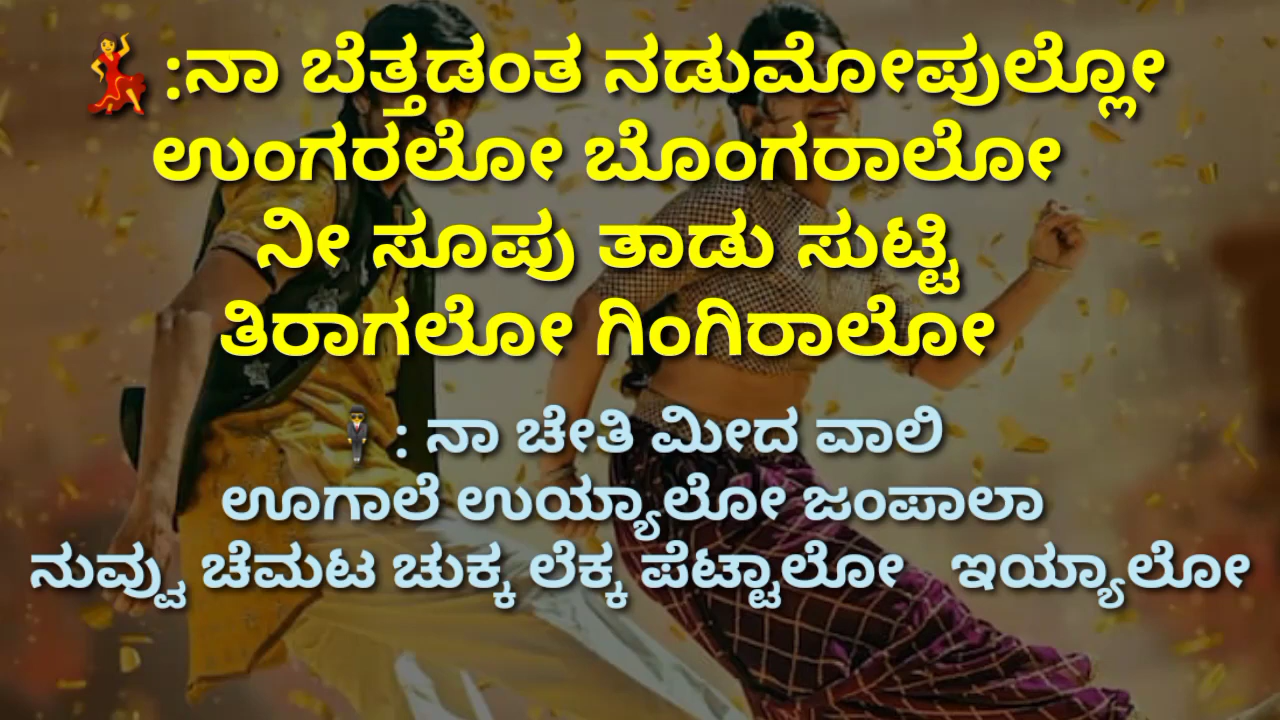 💃 :ನಾ ಬೆತ್ತಡಂತ ನಡುಮೋಪುಲ್ಲೋ
ಉಂಗರಲೋ ಬೊಂಗರಾಲೋ
ನೀ ಸೂಪು ತಾಡು ಸುಟ್ಟಿ
ತಿರಾಗಲೋ ಗಿಂಗಿರಾಲೋ
🕴 : ನಾ ಚೇತಿ ಮೀದ ವಾಲಿ
ಊಗಾಲೆ ಉಯ್ಯಾಲೋ ಜಂಪಾಲಾ
ನುವ್ವು ಚೆಮಟ ಚುಕ್ಕ ಲೆಕ್ಕ ಪೆಟ್ಟಾಲೋ ಇಯ್ಯಾಲೋ